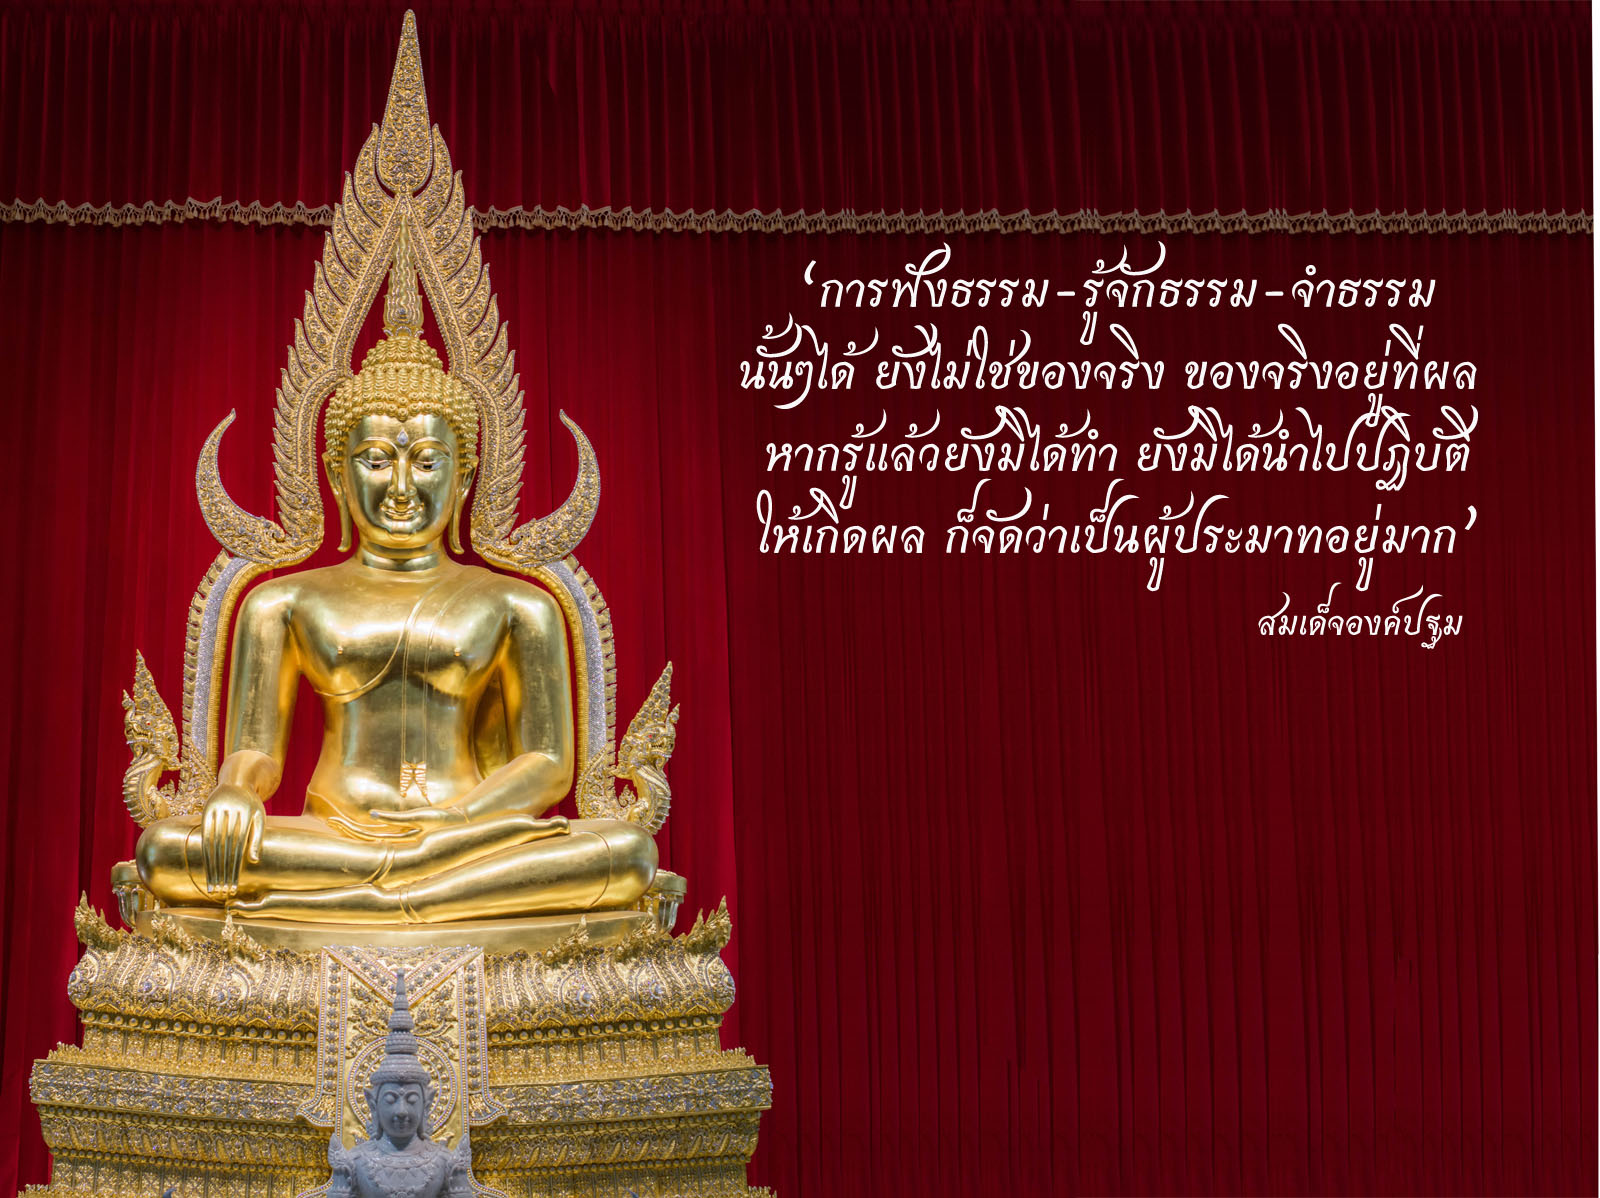 ‘การฟังธรรม-รู้จักธรรม-จำธรรม
นั้นๆได้ ยังไม่ใช่ของจริง ของจริงอยู่ที่ผล
หากรู้แล้วยังมิได้ทำ ยังมิได้นำไปปฏิบัติ
ให้เกิดผล ก็จัดว่าเป็นผู้ประมาทอยู่มาก’
สมเด็จองค์ปฐม